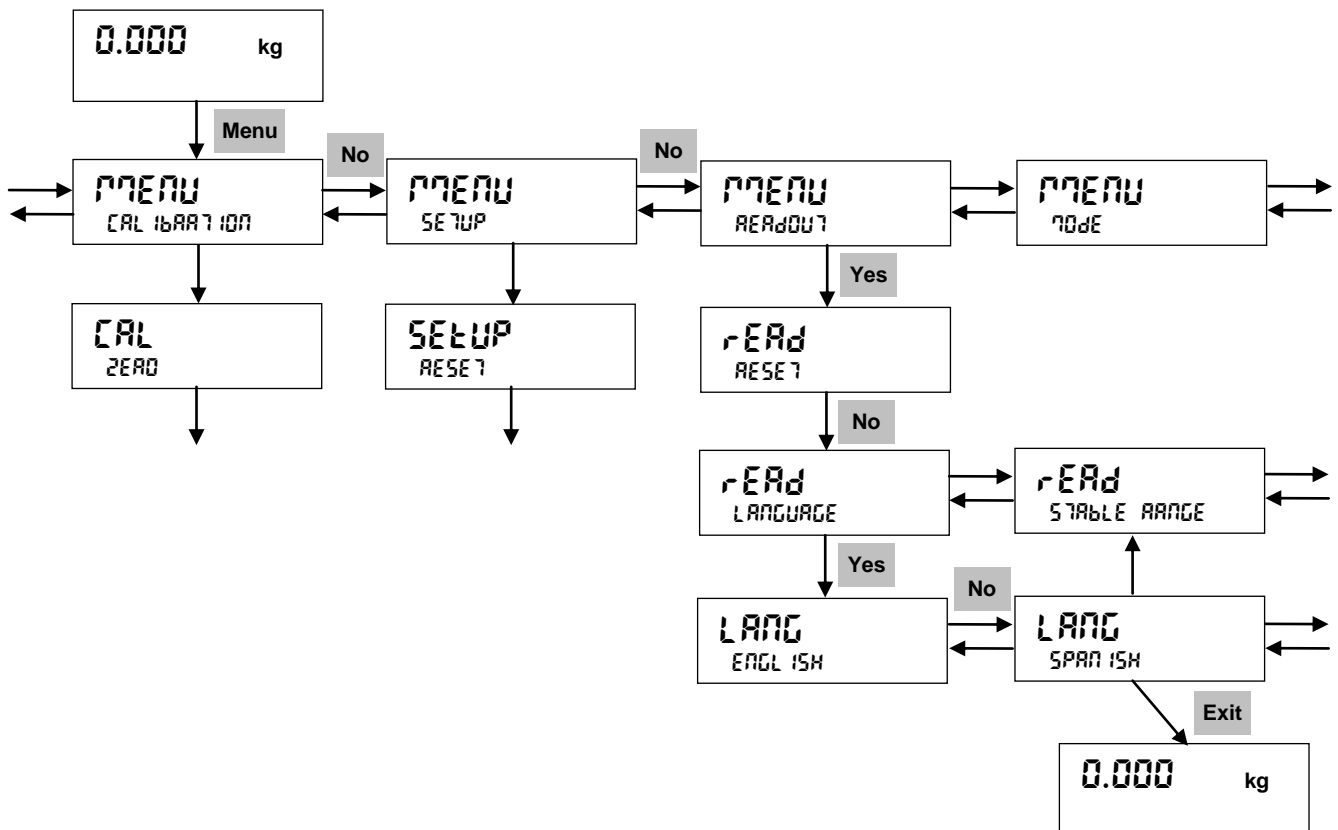 0.000 kg
Menu
No
No
MENU
CALIbRATION
MENU
SETUP
MENU
REAdOUT
MENU
MOdE
Yes
CAL
ZERO
SEtUP
RESET
rEAd
RESET
No
rEAd
LANGUAGE
rEAd
STAbLE RANGE
Yes
No
LANG
ENGLISH
LANG
SPANISH
Exit
0.000 kg